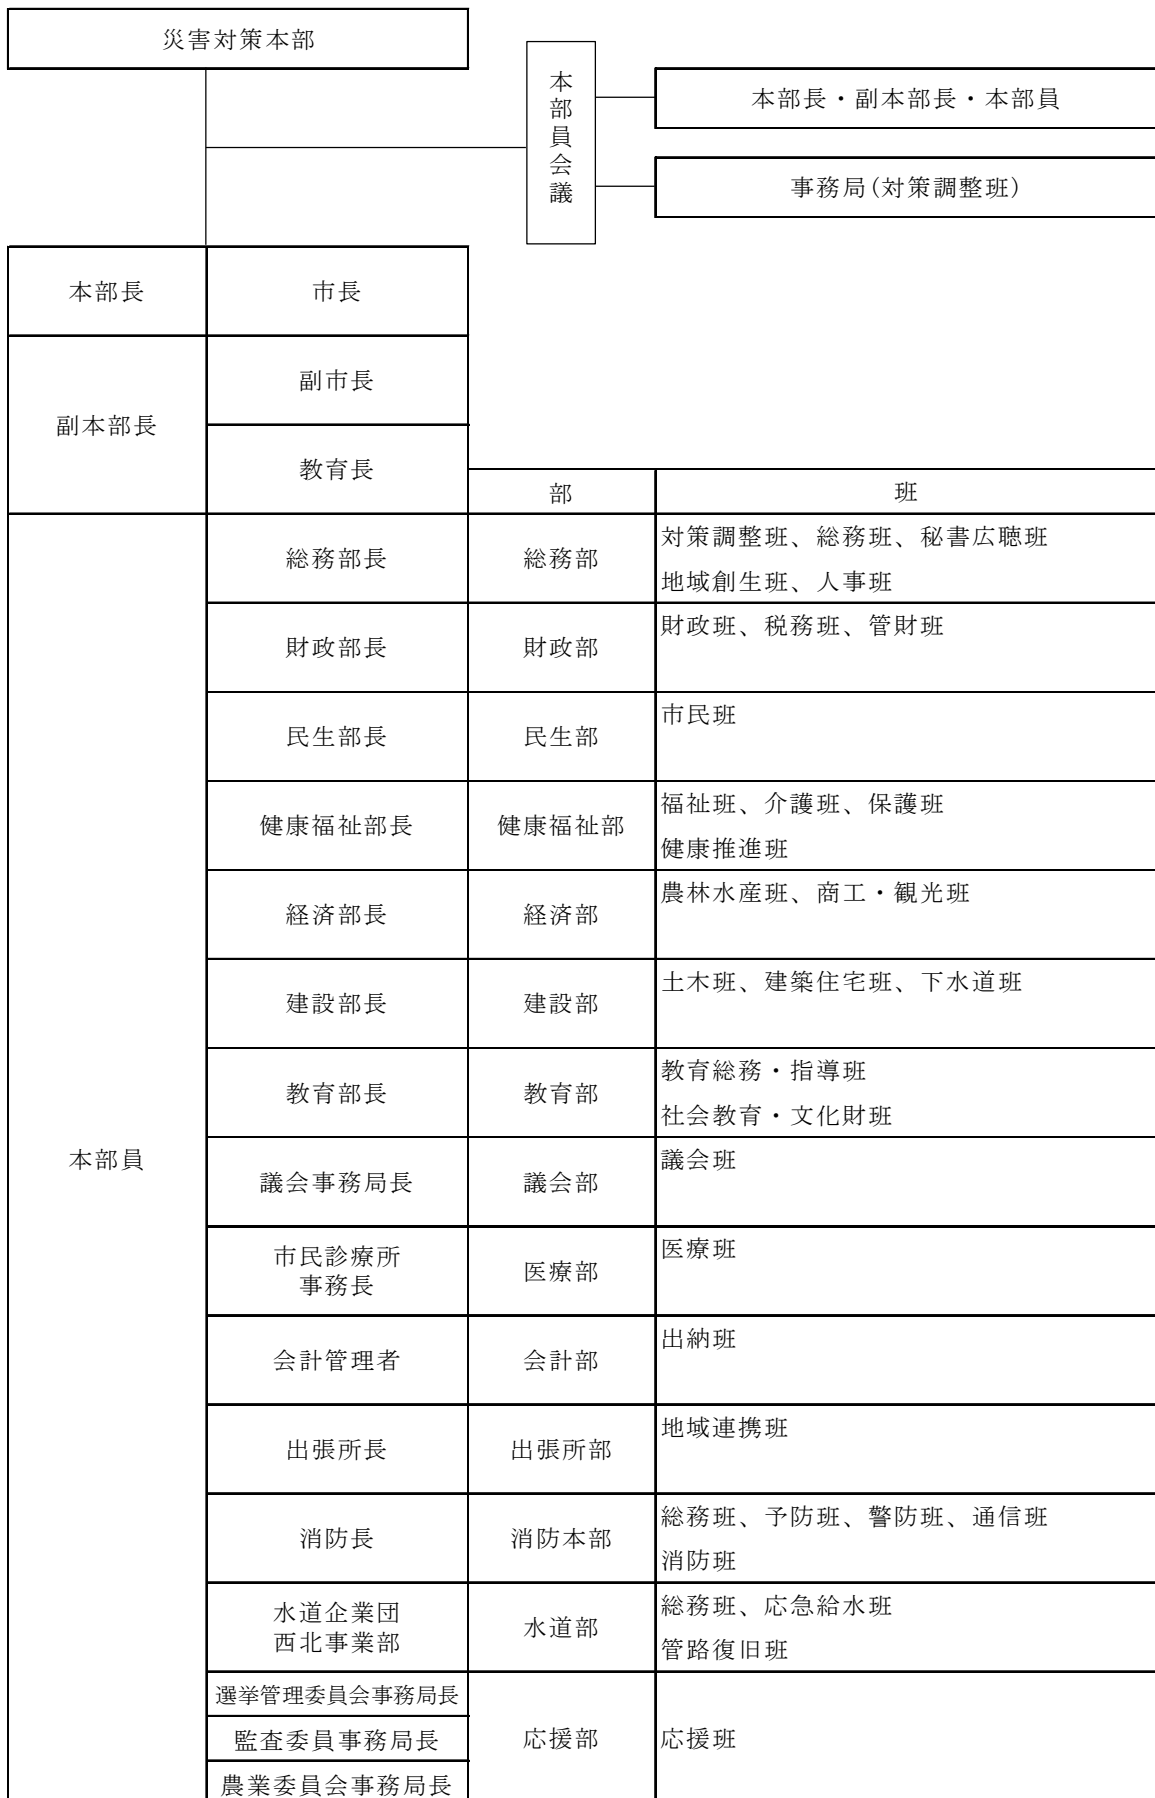 災害対策本部
本部員会議
本部長・副本部長・本部員
事務局(対策調整班)
本部長
市長
副本部長
副市長
教育長
部
班
本部員
総務部長
総務部
対策調整班、総務班、秘書広聴班
地域創生班、人事班
財政部長
財政部
財政班、税務班、管財班
民生部長
民生部
市民班
健康福祉部長
健康福祉部
福祉班、介護班、保護班
健康推進班
経済部長
経済部
農林水産班、商工・観光班
建設部長
建設部
土木班、建築住宅班、下水道班
教育部長
教育部
教育総務・指導班
社会教育・文化財班
議会事務局長
議会部
議会班
市民診療所
事務長
医療部
医療班
会計管理者
会計部
出納班
出張所長
出張所部
地域連携班
消防長
消防本部
総務班、予防班、警防班、通信班
消防班
水道企業団
西北事業部
水道部
総務班、応急給水班
管路復旧班
選挙管理委員会事務局長
監査委員事務局長
農業委員会事務局長
応援部
応援班